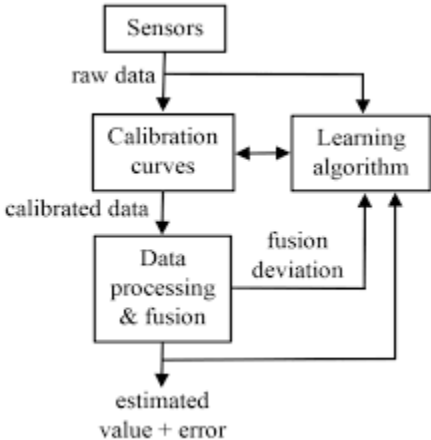 Sensors
raw data
Calibration
curves
Learning
algorithm
calibrated data
Data
processing
& fusion
fusion
deviation
estimated
value + error